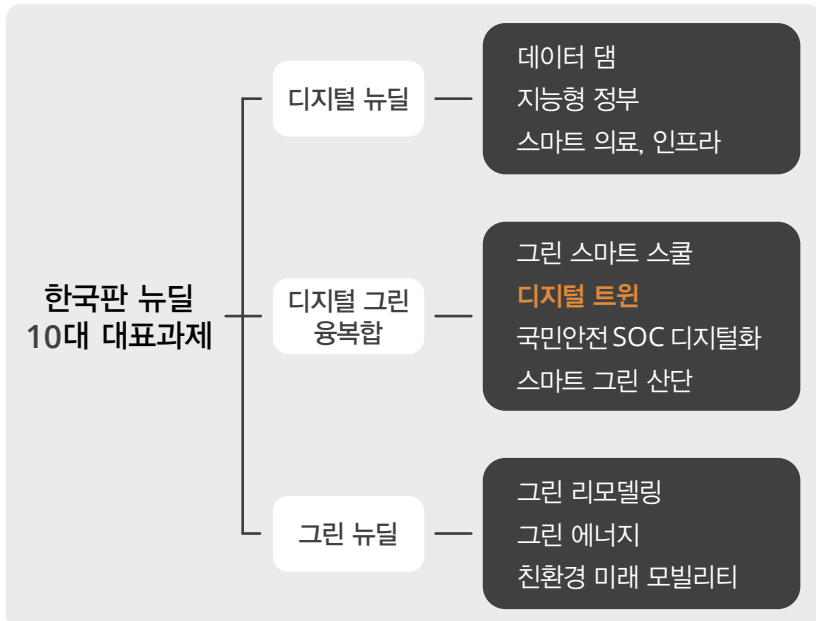 한국판 뉴딜
10대 대표과제
디지털 뉴딜
데이터 댐
지능형 정부
스마트 의료, 인프라
디지털 그린
융복합
그린 스마트 스쿨
디지털 트윈
국민안전 SOC 디지털화
스마트 그린 산단
그린 뉴딜
그린 리모델링
그린 에너지
친환경 미래 모빌리티